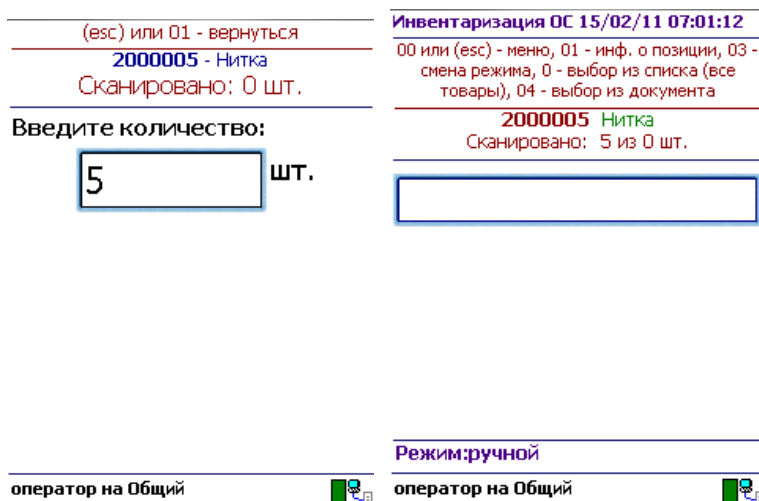 (esc) или 01 - вернуться
2000005 - Нитка
Сканировано: 0 шт.
Введите количество:
5 шт.
оператор на Общий
Инвентаризация ОС 15/02/11 07:01:12
00 или (esc) - меню, 01 - инф. о позиции, 03 -
смена режима, 0 - выбор из списка (все
товары), 04 - выбор из документа
2000005 Нитка
Сканировано: 5 из 0 шт.
Режим:ручной
оператор на Общий